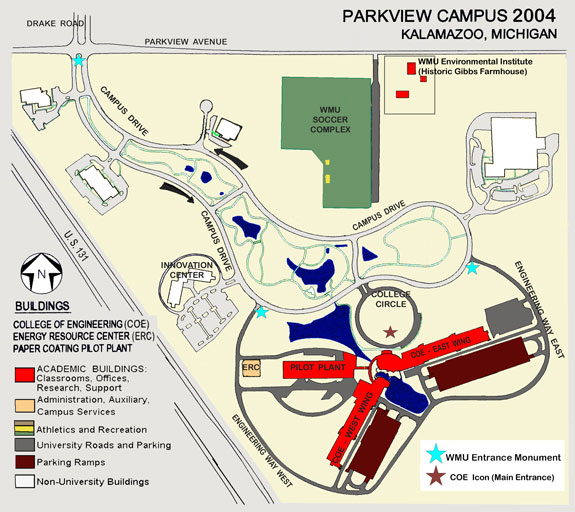 PARKVIEW CAMPUS 2004
KALAMAZOO, MICHIGAN
DRAKE ROAD
PARKVIEW AVENUE
WMU Environmental Institute
(Historic Gibbs Farmhouse)
CAMPUS DRIVE
WMU
SOCCER
COMPLEX
CAMPUS DRIVE
CAMPUS DRIVE
U.S.131
INNOVATION
CENTER
N
COLLEGE
CIRCLE
ENGINEERING WAY EAST
BUILDINGS
COLLEGE OF ENGINEERING (COE)
ENERGY RESOURCE CENTER (ERC)
PAPER COATING PILOT PLANT
ERC
PILOT PLANT
COE - EAST WING
COE - WEST WING
ENGINEERING WAY WEST
ACADEMIC BUILDINGS:
Classrooms, Offices,
Research, Support
Administration, Auxiliary,
Campus Services
Athletics and Recreation
University Roads and Parking
Parking Ramps
Non-University Buildings
WMU Entrance Monument
COE Icon (Main Entrance)